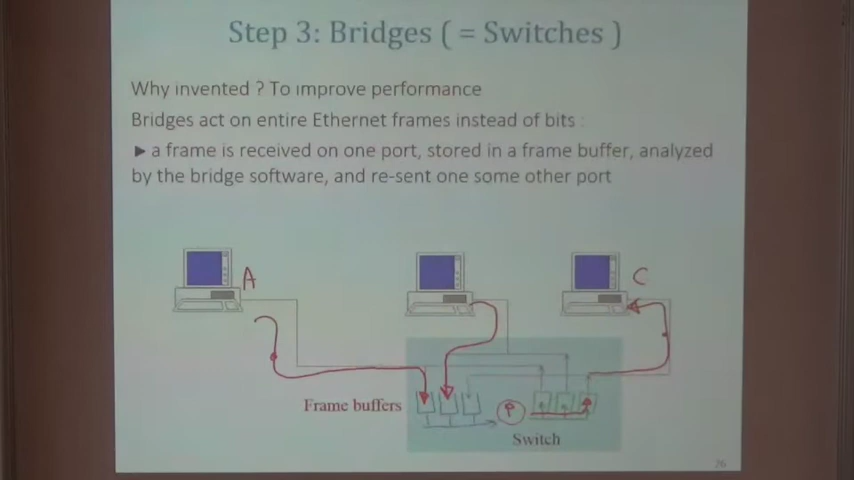 Step 3: Bridges ( = Switches )
Why invented ? To improve performance
Bridges act on entire Ethernet frames instead of bits :
► a frame is received on one port, stored in a frame buffer, analyzed
by the bridge software, and re-sent one some other port
A
C
Frame buffers
P
Switch
26